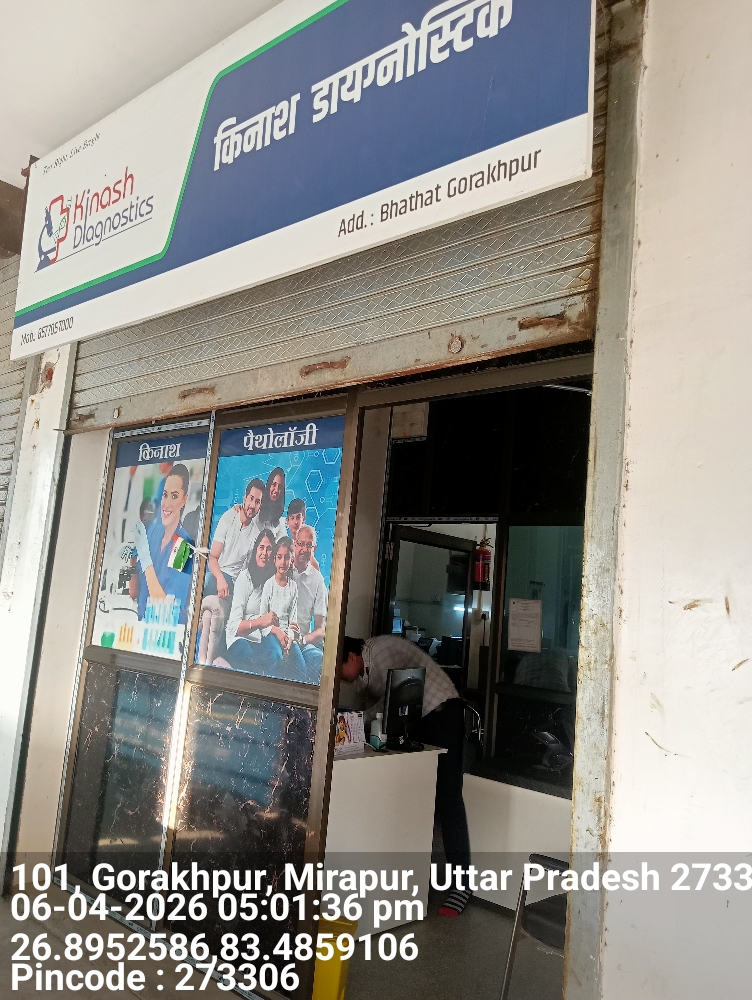 किनाश डायग्नोस्टिक
Kinash
Diagnostics
Add.: Bhathat Gorakhpur
किनाश
पैथोलॉजी
101, Gorakhpur, Mirapur, Uttar Pradesh 2733
06-04-2026 05:01:36 pm
26.8952586,83.4859106
Pincode : 273306